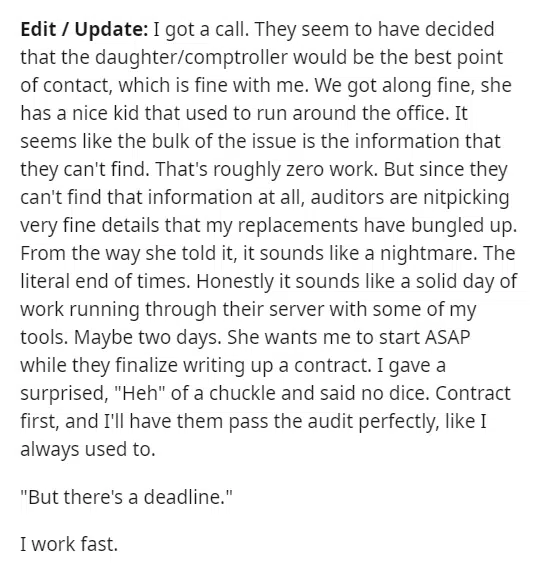 Edit / Update: I got a call. They seem to have decided
that the daughter/comptroller would be the best point
of contact, which is fine with me. We got along fine, she
has a nice kid that used to run around the office. It
seems like the bulk of the issue is the information that
they can't find. That's roughly zero work. But since they
can't find that information at all, auditors are nitpicking
very fine details that my replacements have bungled up.
From the way she told it, it sounds like a nightmare. The
literal end of times. Honestly it sounds like a solid day of
work running through their server with some of my
tools. Maybe two days. She wants me to start ASAP
while they finalize writing up a contract. I gave a
surprised, "Heh" of a chuckle and said no dice. Contract
first, and I'll have them pass the audit perfectly, like I
always used to.
"But there's a deadline."
I work fast.